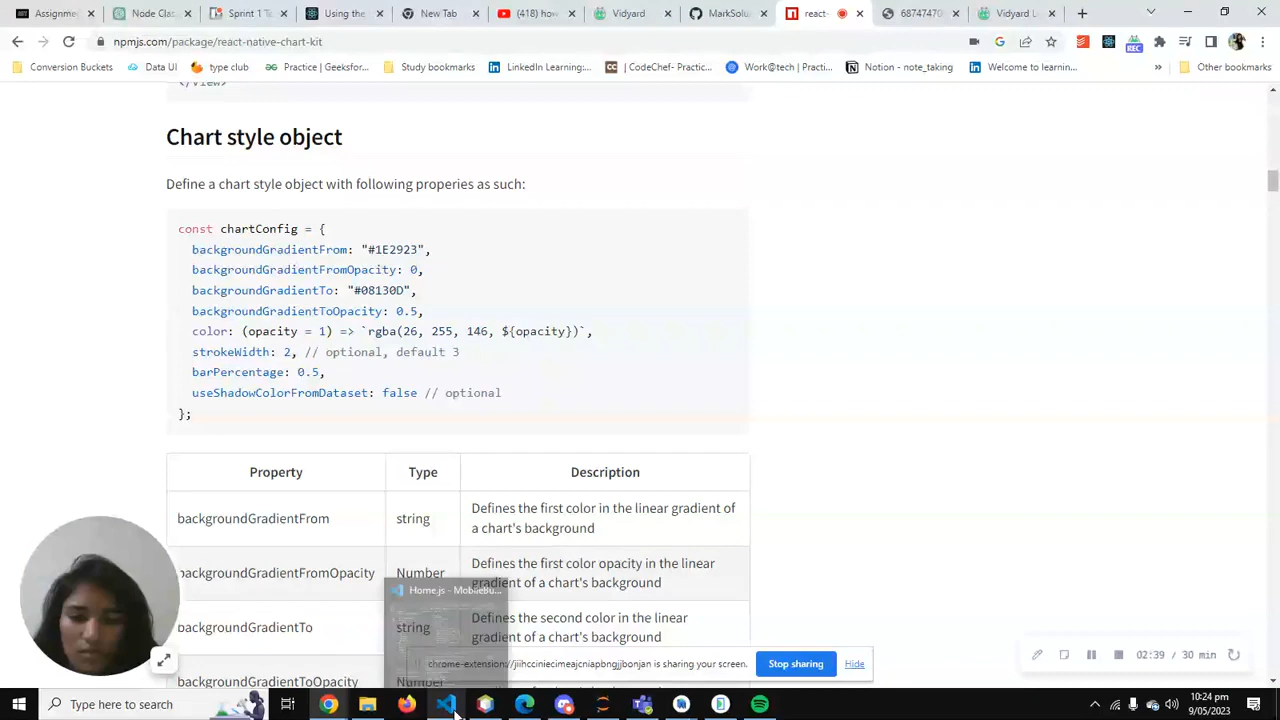 Assignment
Node Clas
Sprint 1 T
Using the
New Tab
(418) how
Vidyard
MarkSolu
react-
68747470
Vidyard L
npmjs.com/package/react-native-chart-kit
REC
Conversion Buckets
Data UI
type club
Practice | Geeksfor...
Study bookmarks
LinkedIn Learning:...
| CodeChef- Practic...
Work@tech | Practi...
Notion - note_taking
Welcome to learnin...
»
Other bookmarks
</View>
Chart style object
Define a chart style object with following properies as such:
const chartConfig = {
backgroundGradientFrom: "#1E2923",
backgroundGradientFromOpacity: 0,
backgroundGradientTo: "#08130D",
backgroundGradientToOpacity: 0.5,
color: (opacity = 1) => `rgba(26, 255, 146, ${opacity})`,
strokeWidth: 2, // optional, default 3
barPercentage: 0.5,
useShadowColorFromDataset: false // optional
};
Property Type Description
backgroundGradientFrom string Defines the first color in the linear gradient of
a chart's background
backgroundGradientFromOpacity Number Defines the first color opacity in the linear
gradient of a chart's background
Home.js - MobileBu...
backgroundGradientTo string Defines the second color in the linear
gradient of a chart's background
chrome-extension://jiihcciniecimeajcniapbngjjbonjan is sharing your screen.
Stop sharing
Hide
02:39 / 30 min
backgroundGradientToOpacity Number
Type here to search
10:24 pm
9/05/2023